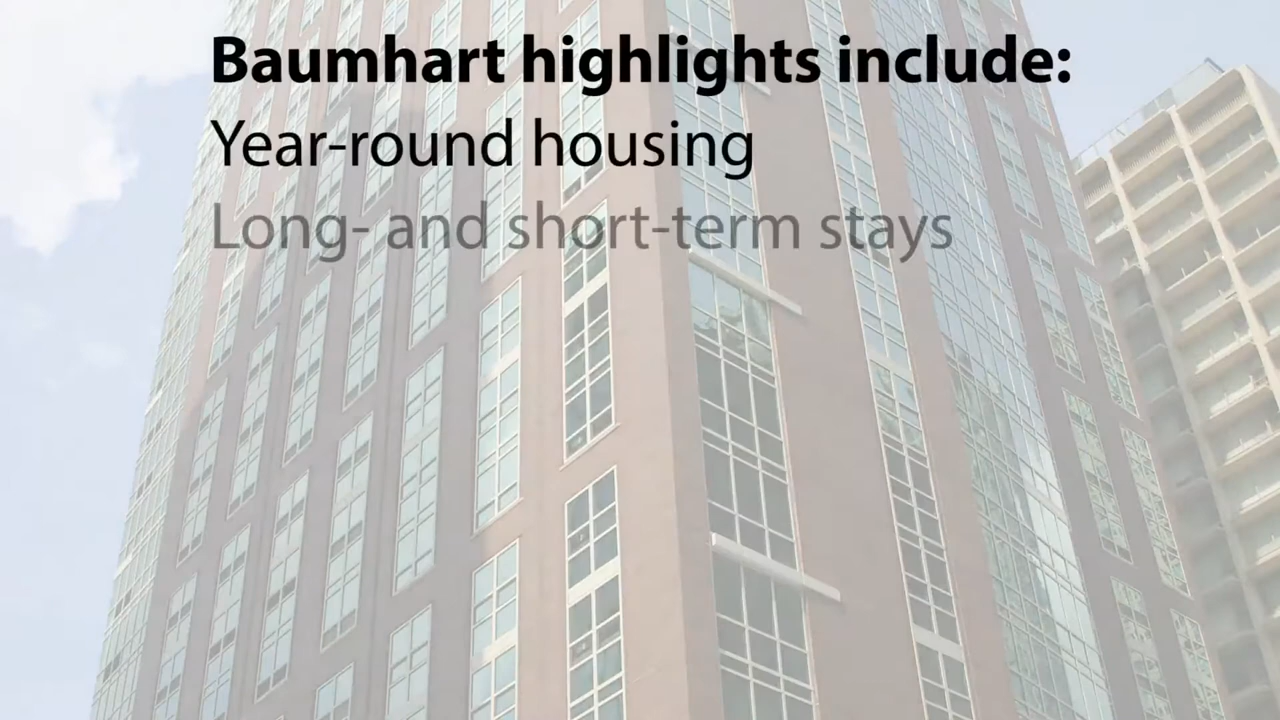 Baumhart highlights include:
Year-round housing
Long- and short-term stays